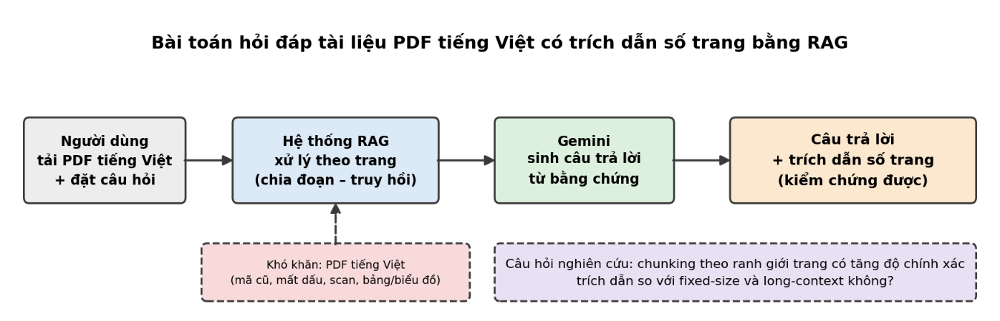 Bài toán hỏi đáp tài liệu PDF tiếng Việt có trích dẫn số trang bằng RAG
Người dùng
tải PDF tiếng Việt
+ đặt câu hỏi
Hệ thống RAG
xử lý theo trang
(chia đoạn – truy hồi)
Gemini
sinh câu trả lời
từ bằng chứng
Câu trả lời
+ trích dẫn số trang
(kiểm chứng được)
Khó khăn: PDF tiếng Việt
(mã cũ, mất dấu, scan, bảng/biểu đồ)
Câu hỏi nghiên cứu: chunking theo ranh giới trang có tăng độ chính xác
trích dẫn so với fixed-size và long-context không?